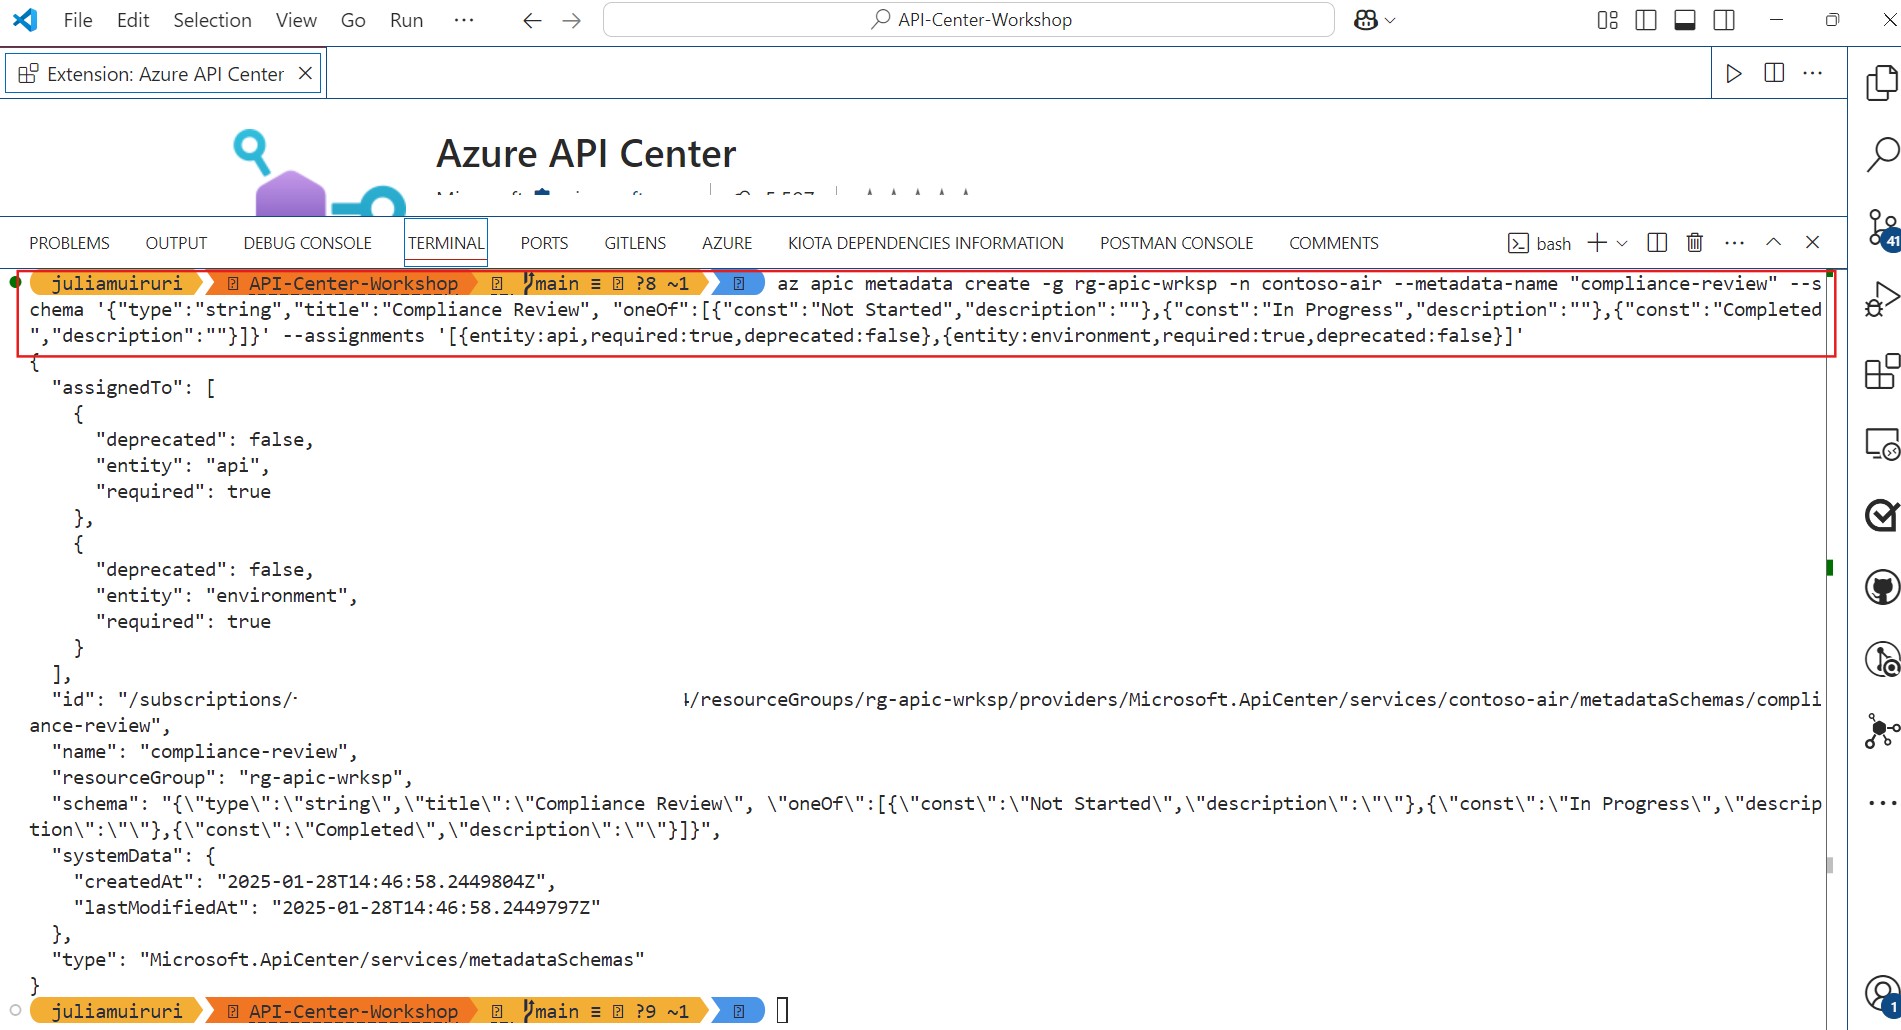 File Edit Selection View Go Run ··· API-Center-Workshop
Extension: Azure API Center
Azure API Center
PROBLEMS OUTPUT DEBUG CONSOLE TERMINAL PORTS GITLENS AZURE KIOTA DEPENDENCIES INFORMATION POSTMAN CONSOLE COMMENTS bash
41
juliamuiruri API-Center-Workshop main ≡ ?8 ~1 az apic metadata create -g rg-apic-wrksp -n contoso-air --metadata-name "compliance-review" --s
chema '{"type":"string","title":"Compliance Review", "oneOf":[{"const":"Not Started","description":""},{"const":"In Progress","description":""},{"const":"Completed
","description":""}]}' --assignments '[{entity:api,required:true,deprecated:false},{entity:environment,required:true,deprecated:false}]'
{
"assignedTo": [
{
"deprecated": false,
"entity": "api",
"required": true
},
{
"deprecated": false,
"entity": "environment",
"required": true
}
],
"id": "/subscriptions/ /resourceGroups/rg-apic-wrksp/providers/Microsoft.ApiCenter/services/contoso-air/metadataSchemas/compli
ance-review",
"name": "compliance-review",
"resourceGroup": "rg-apic-wrksp",
"schema": "{\"type\":\"string\",\"title\":\"Compliance Review\", \"oneOf\":[{\"const\":\"Not Started\",\"description\":\"\"},{\"const\":\"In Progress\",\"descrip
tion\":\"\"},{\"const\":\"Completed\",\"description\":\"\"}]}",
"systemData": {
"createdAt": "2025-01-28T14:46:58.2449804Z",
"lastModifiedAt": "2025-01-28T14:46:58.2449797Z"
},
"type": "Microsoft.ApiCenter/services/metadataSchemas"
}
juliamuiruri API-Center-Workshop main ≡ ?9 ~1
1